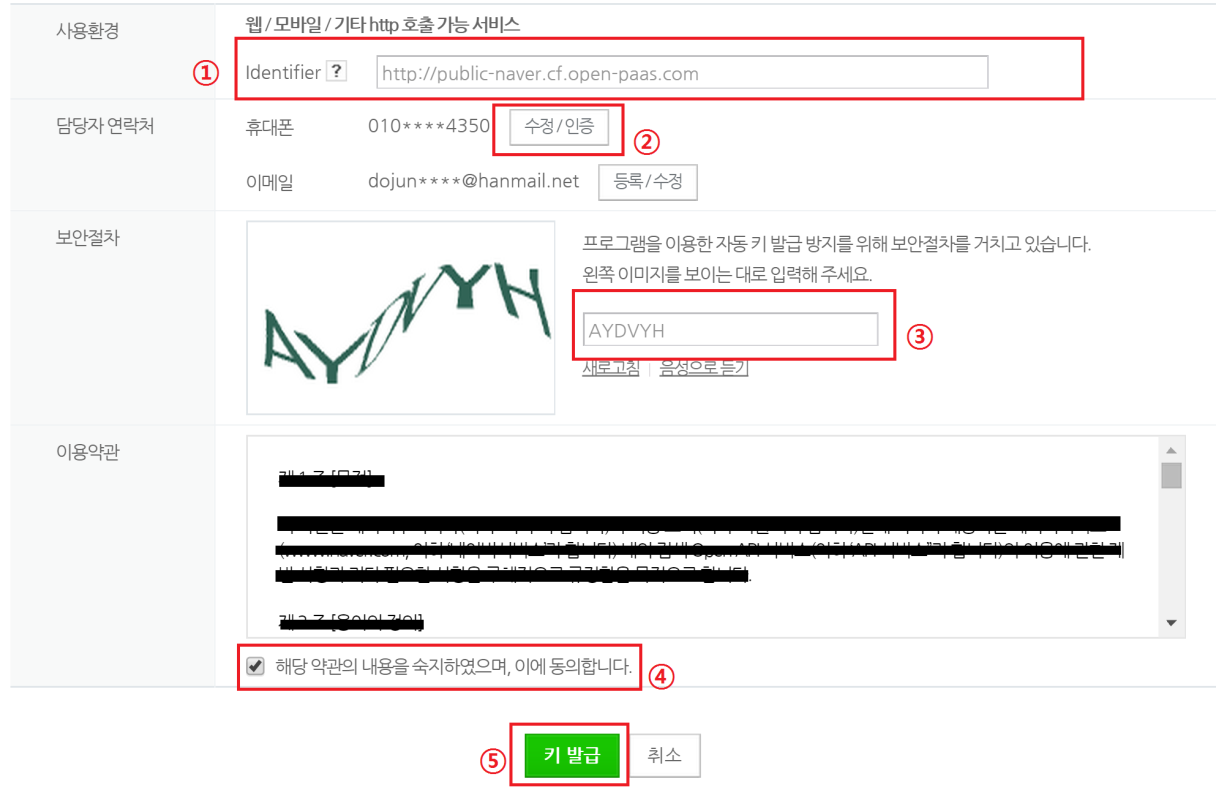 사용환경
웹 / 모바일 / 기타 http 호출 가능 서비스
① Identifier ? http://public-naver.cf.open-paas.com
담당자 연락처
휴대폰 010****4350 수정/인증 ②
이메일 dojun****@hanmail.net 등록/수정
보안절차
프로그램을 이용한 자동 키 발급 방지를 위해 보안절차를 거치고 있습니다.
왼쪽 이미지를 보이는 대로 입력해 주세요.
AYDVYH ③
새로고침 | 음성으로 듣기
이용약관
해당 약관의 내용을 숙지하였으며, 이에 동의합니다. ④
⑤ 키 발급 취소